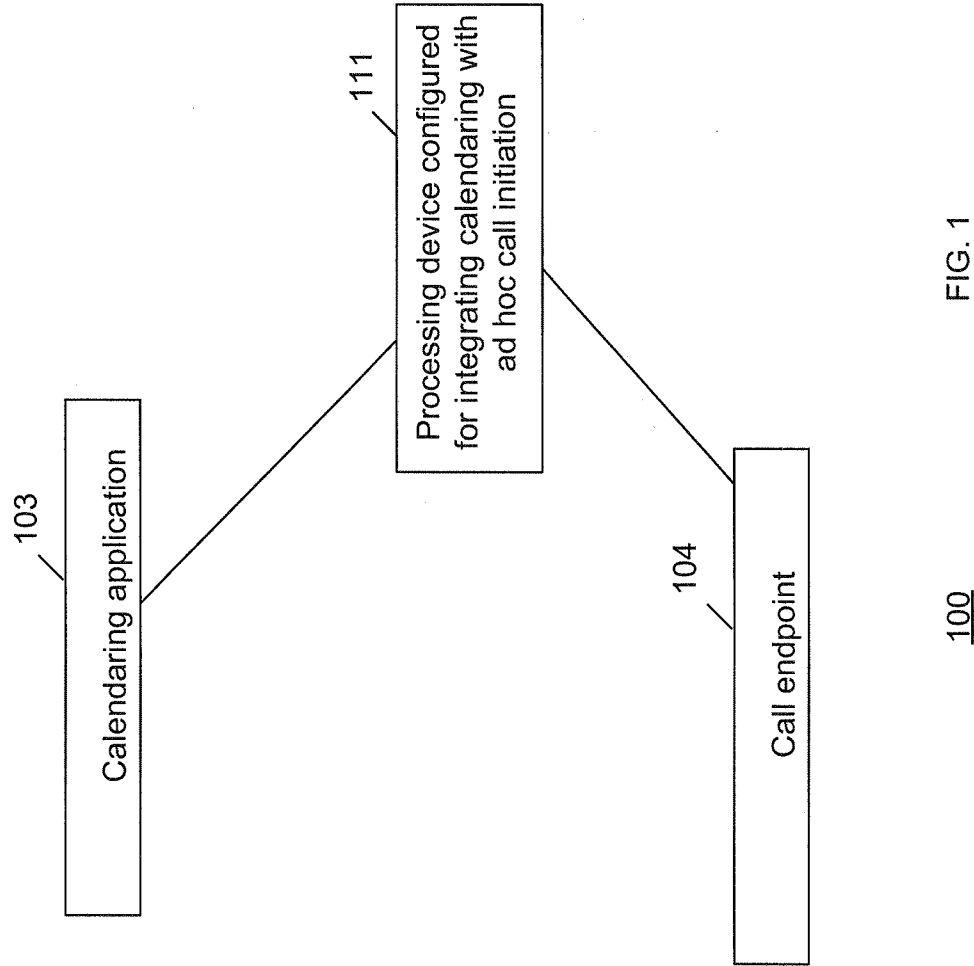 103
Calendaring application
111
Processing device configured
for integrating calendaring with
ad hoc call initiation
104
Call endpoint
100
FIG. 1